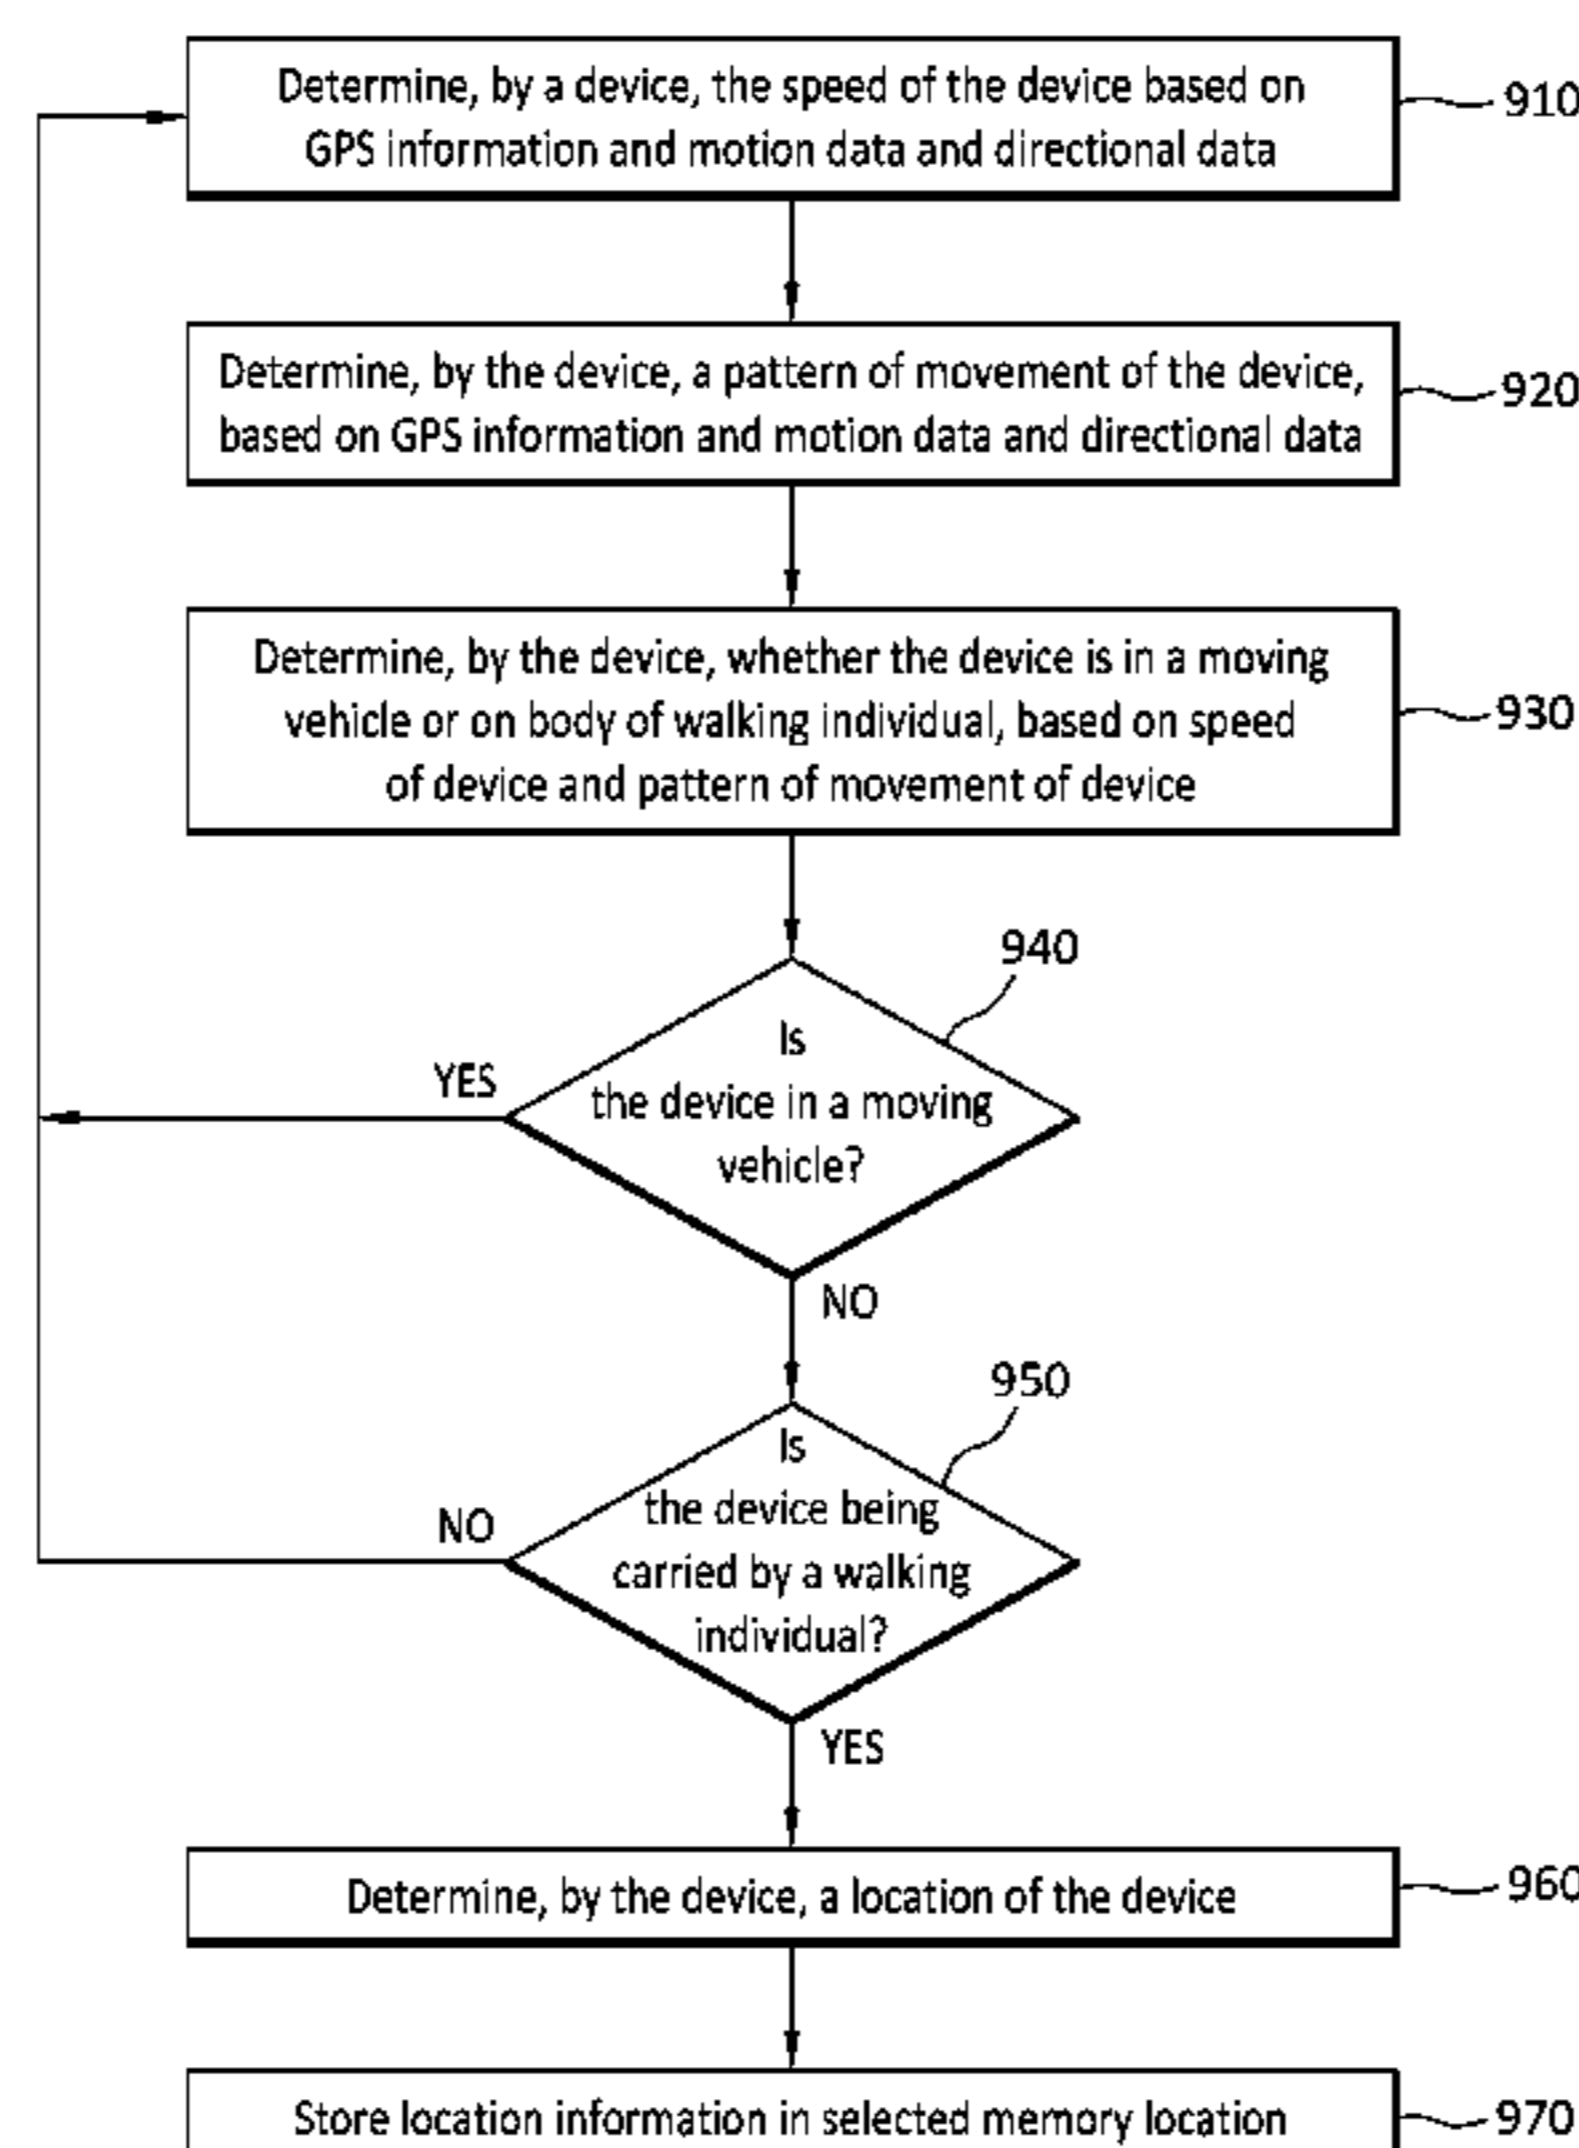 Determine, by a device, the speed of the device based on
GPS information and motion data and directional data
910
Determine, by the device, a pattern of movement of the device,
based on GPS information and motion data and directional data
920
Determine, by the device, whether the device is in a moving
vehicle or on body of walking individual, based on speed
of device and pattern of movement of device
930
940
Is
the device in a moving
vehicle?
YES
NO
950
Is
the device being
carried by a walking
individual?
NO
YES
Determine, by the device, a location of the device
960
Store location information in selected memory location
970